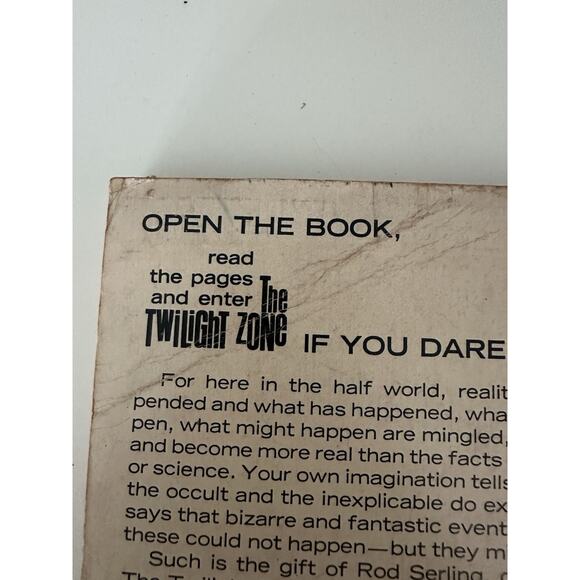 OPEN THE BOOK,
read
the pages
and enter The
TWILIGHT ZONE IF YOU DARE
For here in the half world, realit
pended and what has happened, wha
pen, what might happen are mingled,
and become more real than the facts
or science. Your own imagination tells
the occult and the inexplicable do ex
says that bizarre and fantastic event
these could not happen—but they mi
Such is the gift of Rod Serling,
The Twili